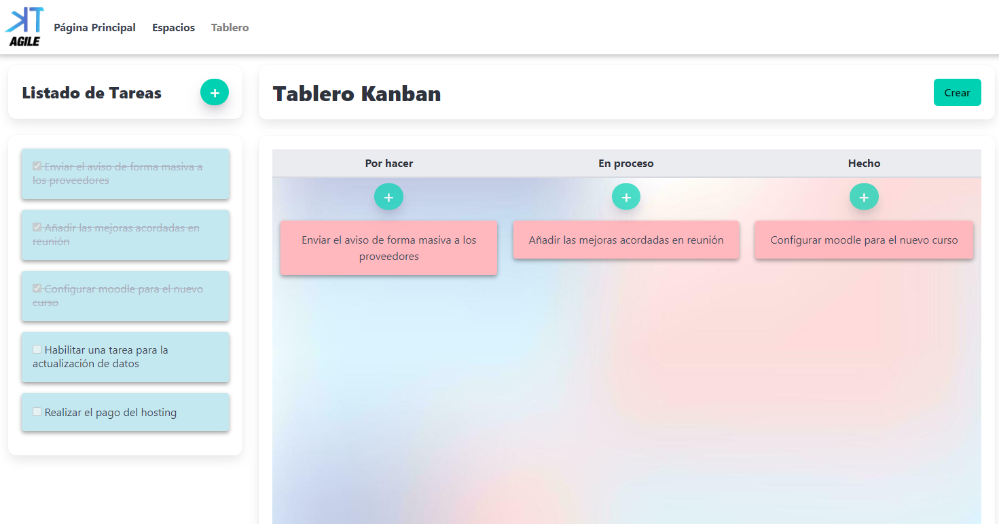 KT
AGILE
Página Principal Espacios Tablero
Listado de Tareas +
Enviar el aviso de forma masiva a
los proveedores
Añadir las mejoras acordadas en
reunión
Configurar moodle para el nuevo
curso
Habilitar una tarea para la
actualización de datos
Realizar el pago del hosting
Tablero Kanban Crear
Por hacer En proceso Hecho
+ + +
Enviar el aviso de forma masiva a los
proveedores
Añadir las mejoras acordadas en reunión
Configurar moodle para el nuevo curso